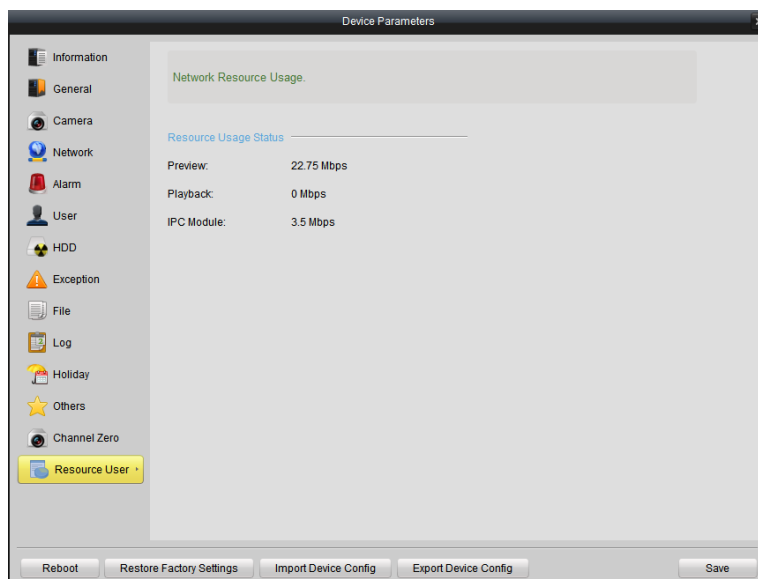 Device Parameters
Information
General
Camera
Network
Alarm
User
HDD
Exception
File
Log
Holiday
Others
Channel Zero
Resource User
Network Resource Usage.
Resource Usage Status
Preview: 22.75 Mbps
Playback: 0 Mbps
IPC Module: 3.5 Mbps
Reboot Restore Factory Settings Import Device Config Export Device Config Save